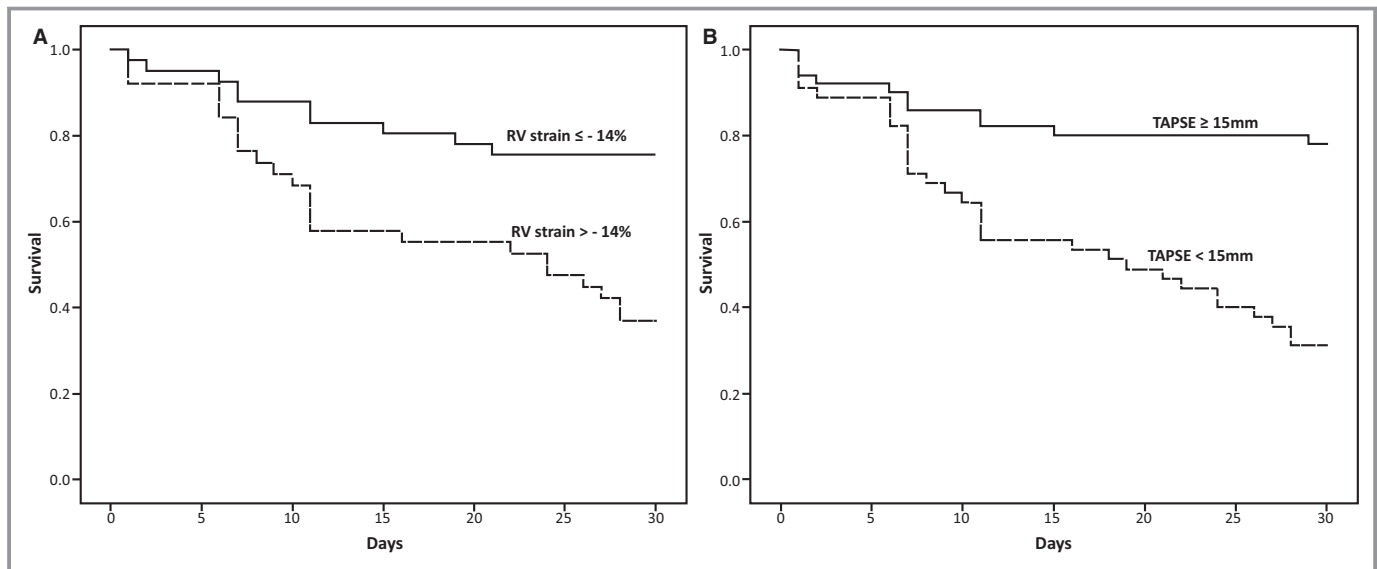 A
1.0
0.8
0.6
0.4
0.2
0.0
Survival
RV strain ≤ - 14%
RV strain > - 14%
0 5 10 15 20 25 30
Days
B
1.0
0.8
0.6
0.4
0.2
0.0
Survival
TAPSE ≥ 15mm
TAPSE < 15mm
0 5 10 15 20 25 30
Days